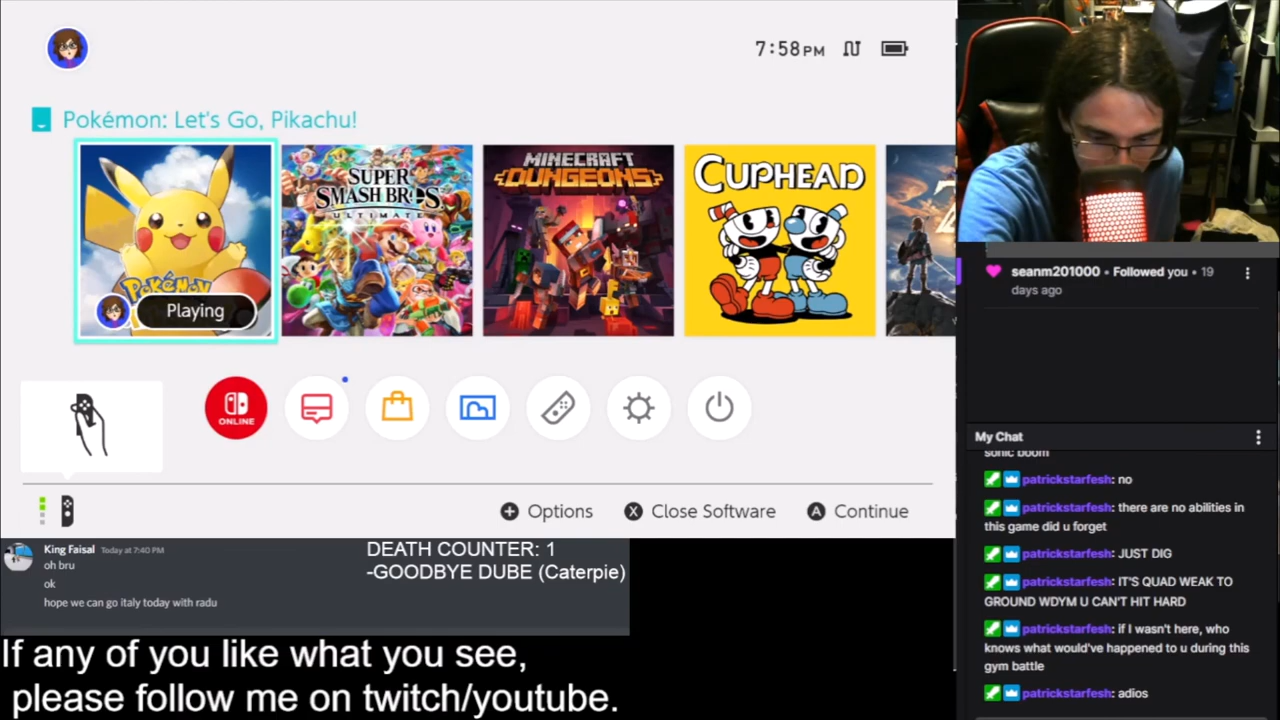 7:58PM
Pokémon: Let's Go, Pikachu!
POKÉMON
Playing
SUPER
SMASH BROS.
ULTIMATE
MINECRAFT
DUNGEONS
CUPHEAD
ONLINE
Options
Close Software
Continue
seanm201000 • Followed you • 19
days ago
My Chat
sonic boom
patrickstarfesh: no
patrickstarfesh: there are no abilities in
this game did u forget
patrickstarfesh: JUST DIG
patrickstarfesh: IT'S QUAD WEAK TO
GROUND WDYM U CAN'T HIT HARD
patrickstarfesh: if I wasn't here, who
knows what would've happened to u during this
gym battle
patrickstarfesh: adios
King Faisal Today at 7:40 PM
oh bru
ok
hope we can go italy today with radu
DEATH COUNTER: 1
-GOODBYE DUBE (Caterpie)
If any of you like what you see,
please follow me on twitch/youtube.